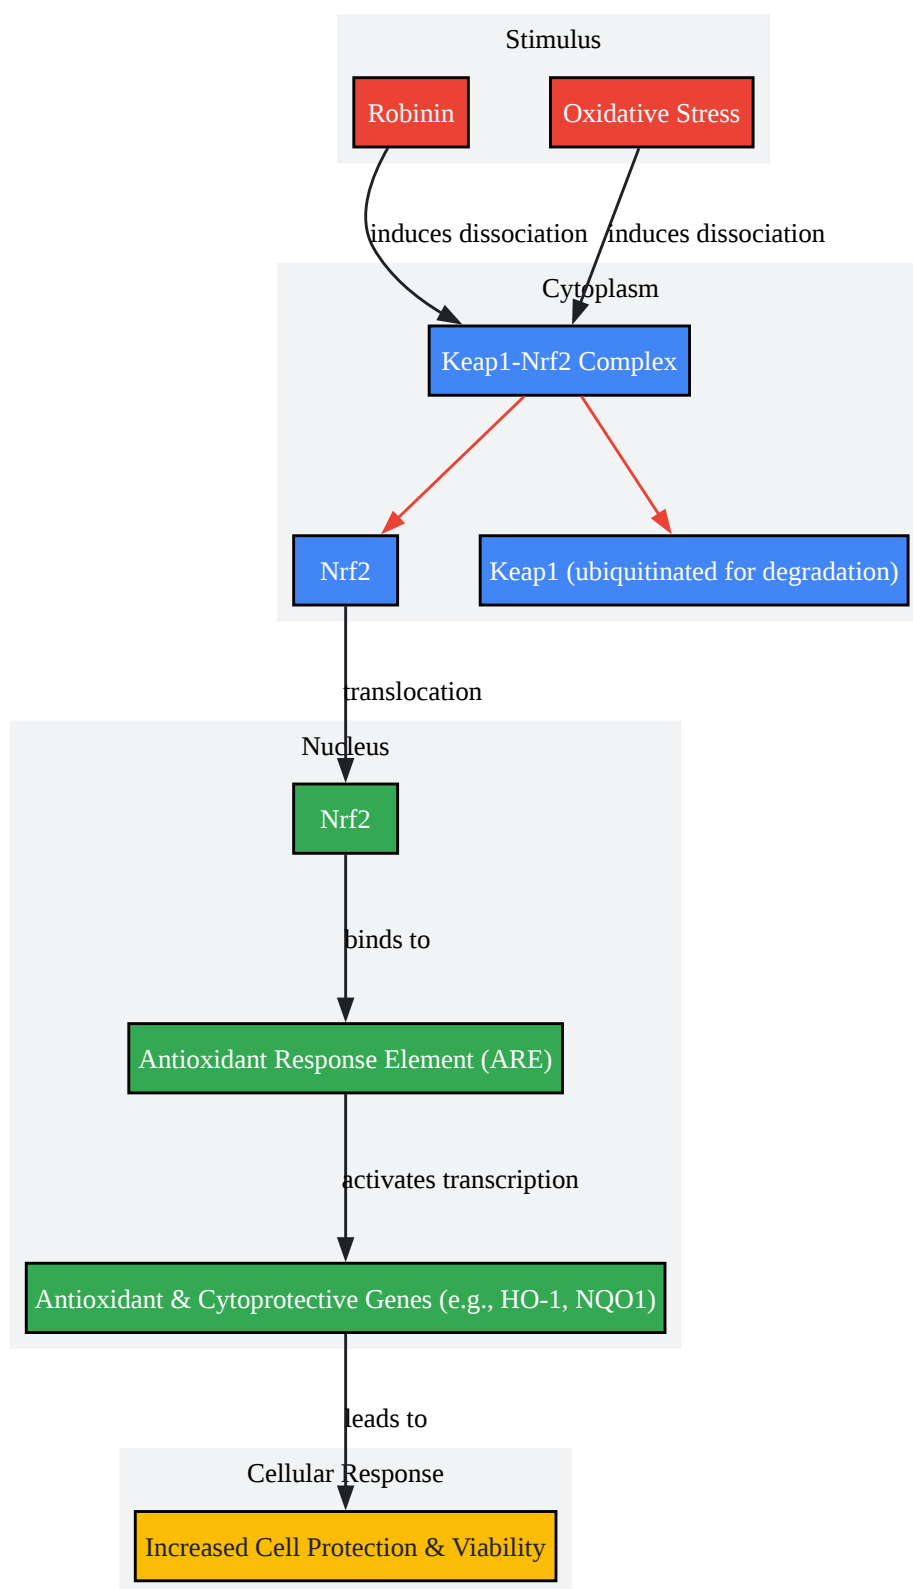 Stimulus
Robinin
Oxidative Stress
induces dissociation
induces dissociation
Cytoplasm
Keap1-Nrf2 Complex
Nrf2
Keap1 (ubiquitinated for degradation)
translocation
Nucleus
Nrf2
binds to
Antioxidant Response Element (ARE)
activates transcription
Antioxidant & Cytoprotective Genes (e.g., HO-1, NQO1)
leads to
Cellular Response
Increased Cell Protection & Viability